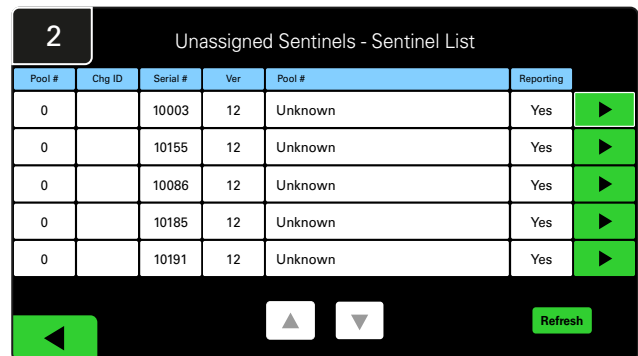 2
Unassigned Sentinels - Sentinel List
Pool # Chg ID Serial # Ver Pool # Reporting
0 10003 12 Unknown Yes
0 10155 12 Unknown Yes
0 10086 12 Unknown Yes
0 10185 12 Unknown Yes
0 10191 12 Unknown Yes
Refresh